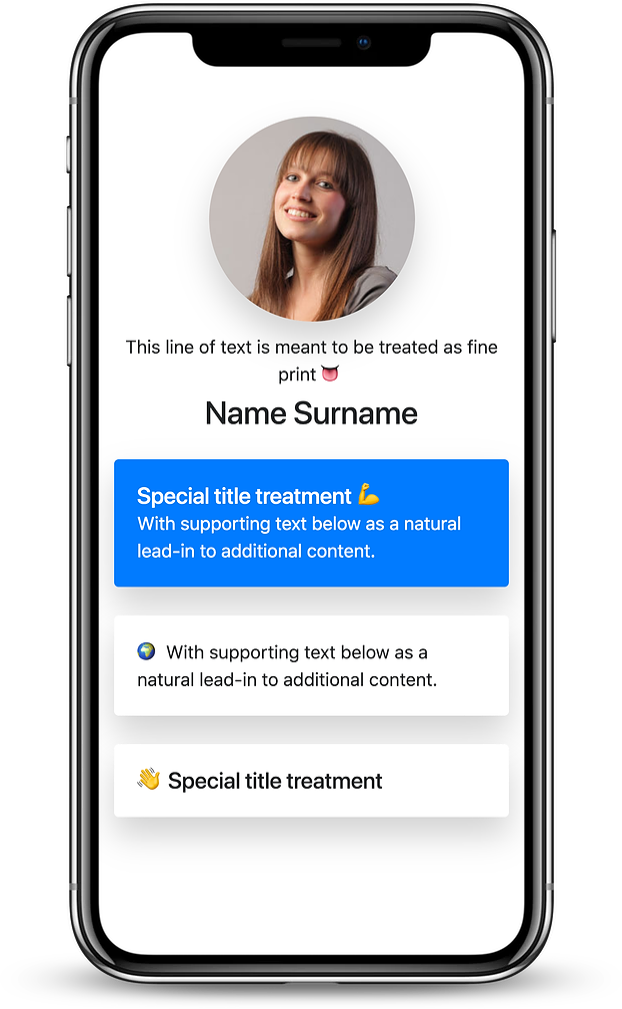 This line of text is meant to be treated as fine
print 👅
Name Surname
Special title treatment 💪
With supporting text below as a natural
lead-in to additional content.
🌍 With supporting text below as a
natural lead-in to additional content.
👋 Special title treatment